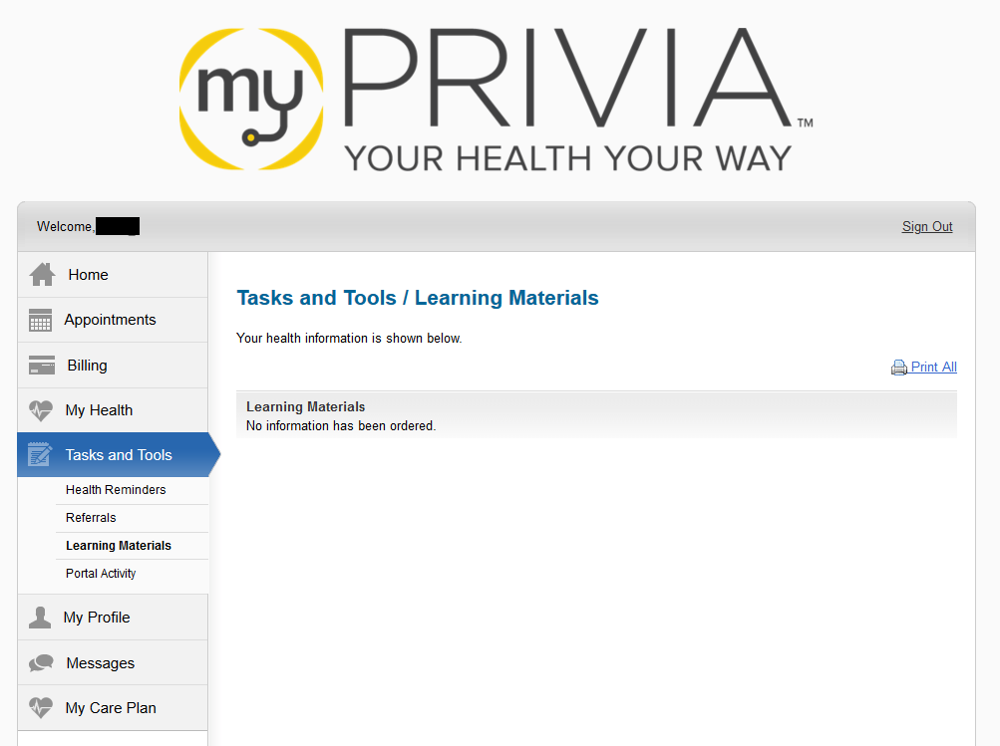 my PRIVIA TM
YOUR HEALTH YOUR WAY
Welcome,
Sign Out
Home
Appointments
Billing
My Health
Tasks and Tools
Health Reminders
Referrals
Learning Materials
Portal Activity
My Profile
Messages
My Care Plan
Tasks and Tools / Learning Materials
Your health information is shown below.
Print All
Learning Materials
No information has been ordered.